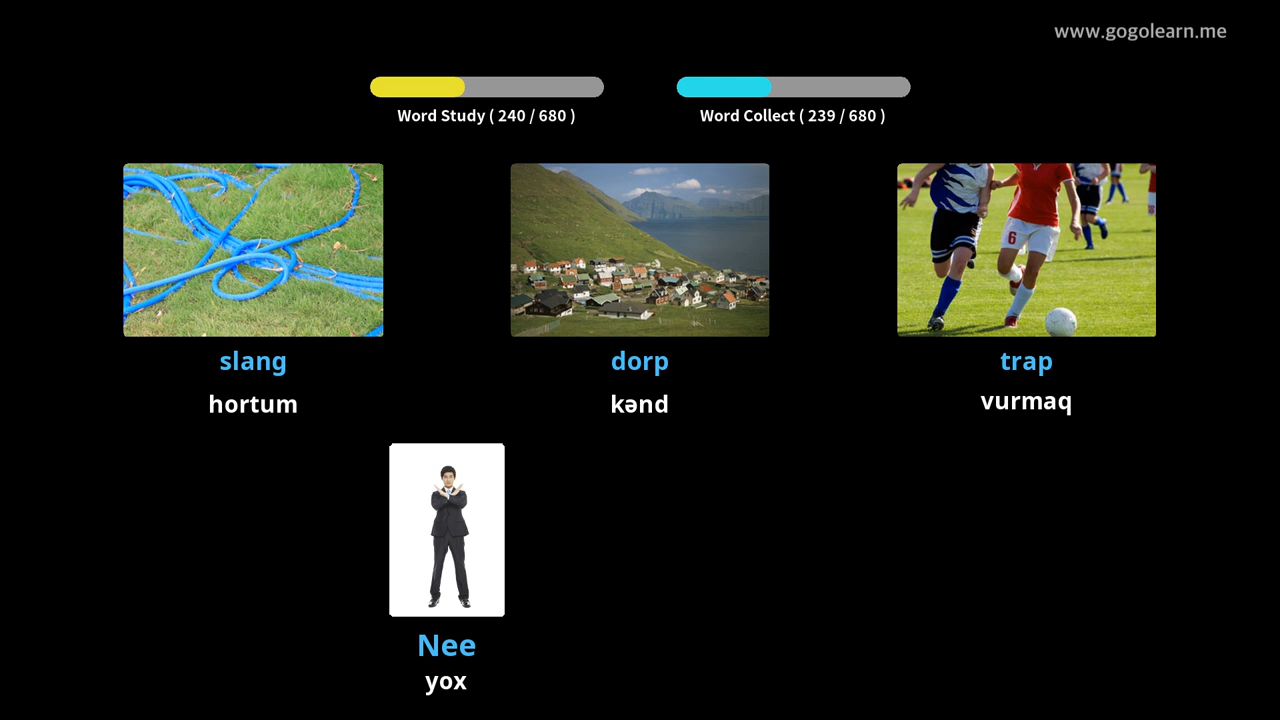 www.gogolearn.me
Word Study ( 240 / 680 )
Word Collect ( 239 / 680 )
slang
hortum
dorp
kənd
trap
vurmaq
6
Nee
yox